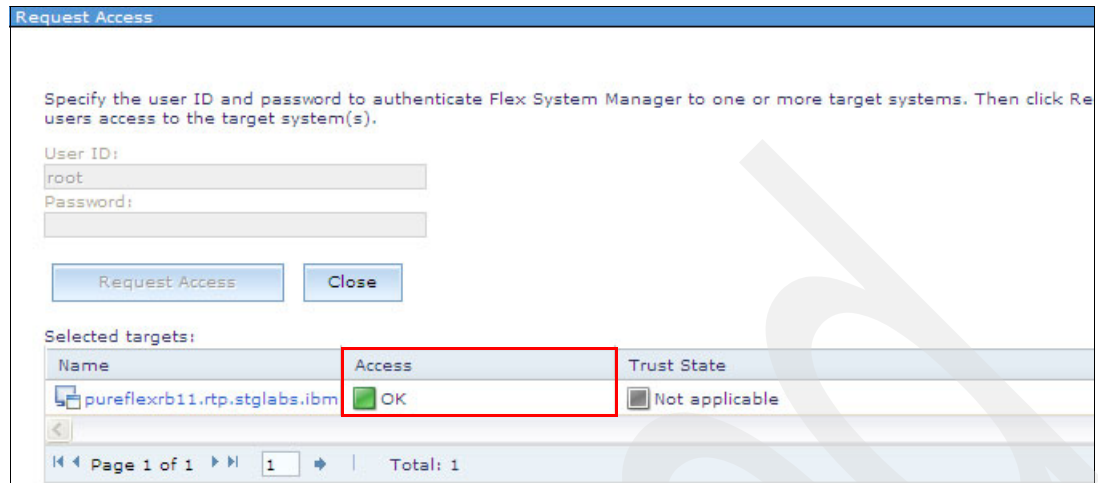 Request Access
Specify the user ID and password to authenticate Flex System Manager to one or more target systems. Then click Re
users access to the target system(s).
User ID:
root
Password:
Request Access Close
Selected targets:
Name Access Trust State
pureflexrb11.rtp.stglabs.ibm OK Not applicable
Page 1 of 1 1 Total: 1